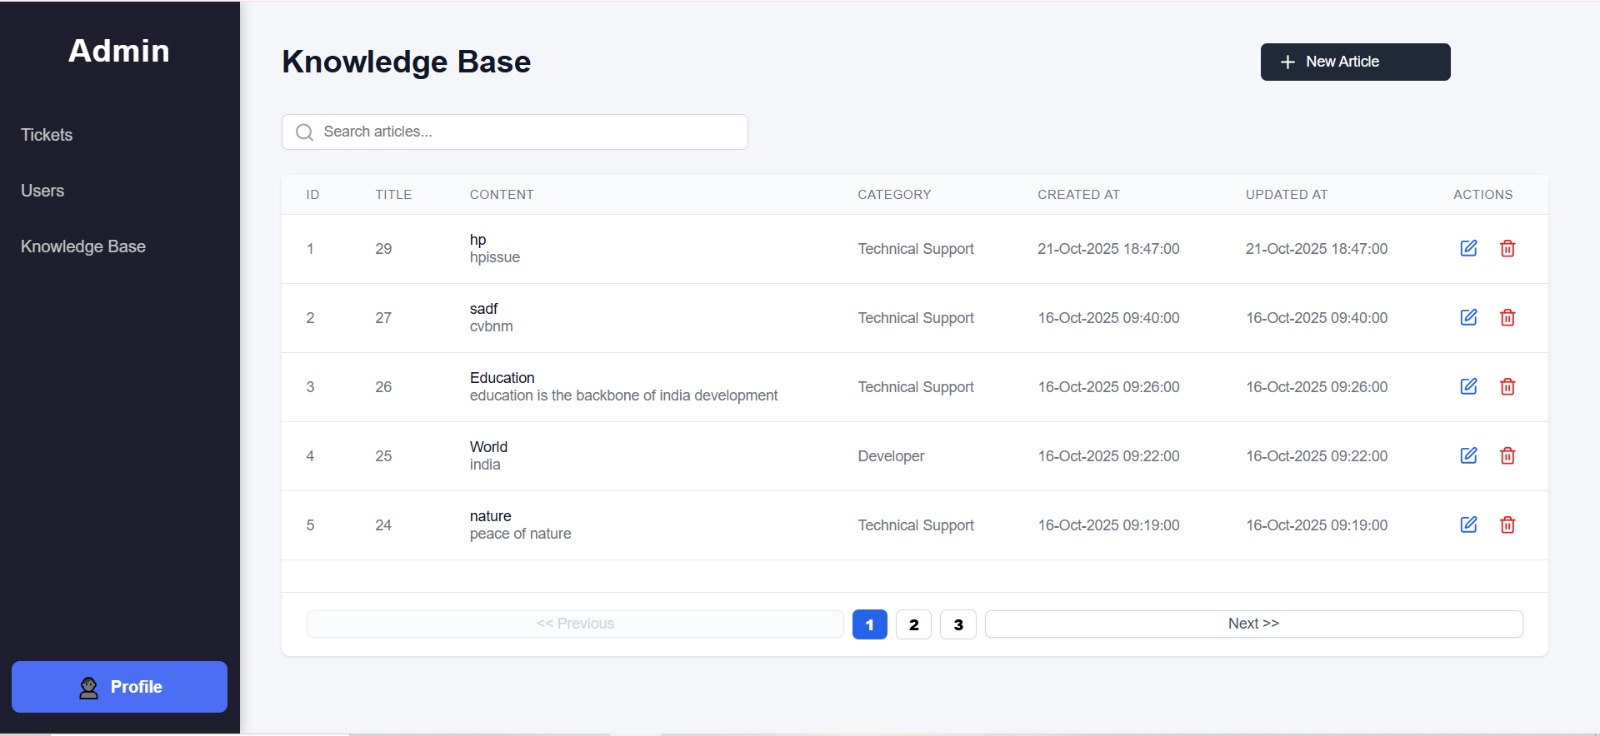 Admin
Tickets
Users
Knowledge Base
Profile
Knowledge Base
New Article
Search articles...
ID TITLE CONTENT CATEGORY CREATED AT UPDATED AT ACTIONS
1 29 hp Technical Support 21-Oct-2025 18:47:00 21-Oct-2025 18:47:00
hpissue
2 27 sadf Technical Support 16-Oct-2025 09:40:00 16-Oct-2025 09:40:00
cvbnm
3 26 Education Technical Support 16-Oct-2025 09:26:00 16-Oct-2025 09:26:00
education is the backbone of india development
4 25 World Developer 16-Oct-2025 09:22:00 16-Oct-2025 09:22:00
india
5 24 nature Technical Support 16-Oct-2025 09:19:00 16-Oct-2025 09:19:00
peace of nature
<< Previous 1 2 3 Next >>